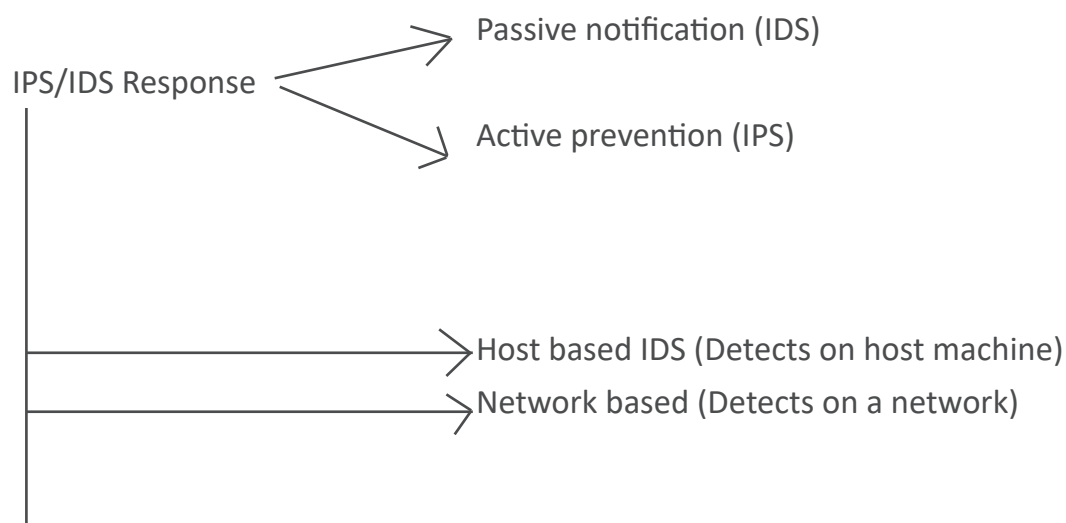 Passive notification (IDS)
IPS/IDS Response
Active prevention (IPS)
Host based IDS (Detects on host machine)
Network based (Detects on a network)